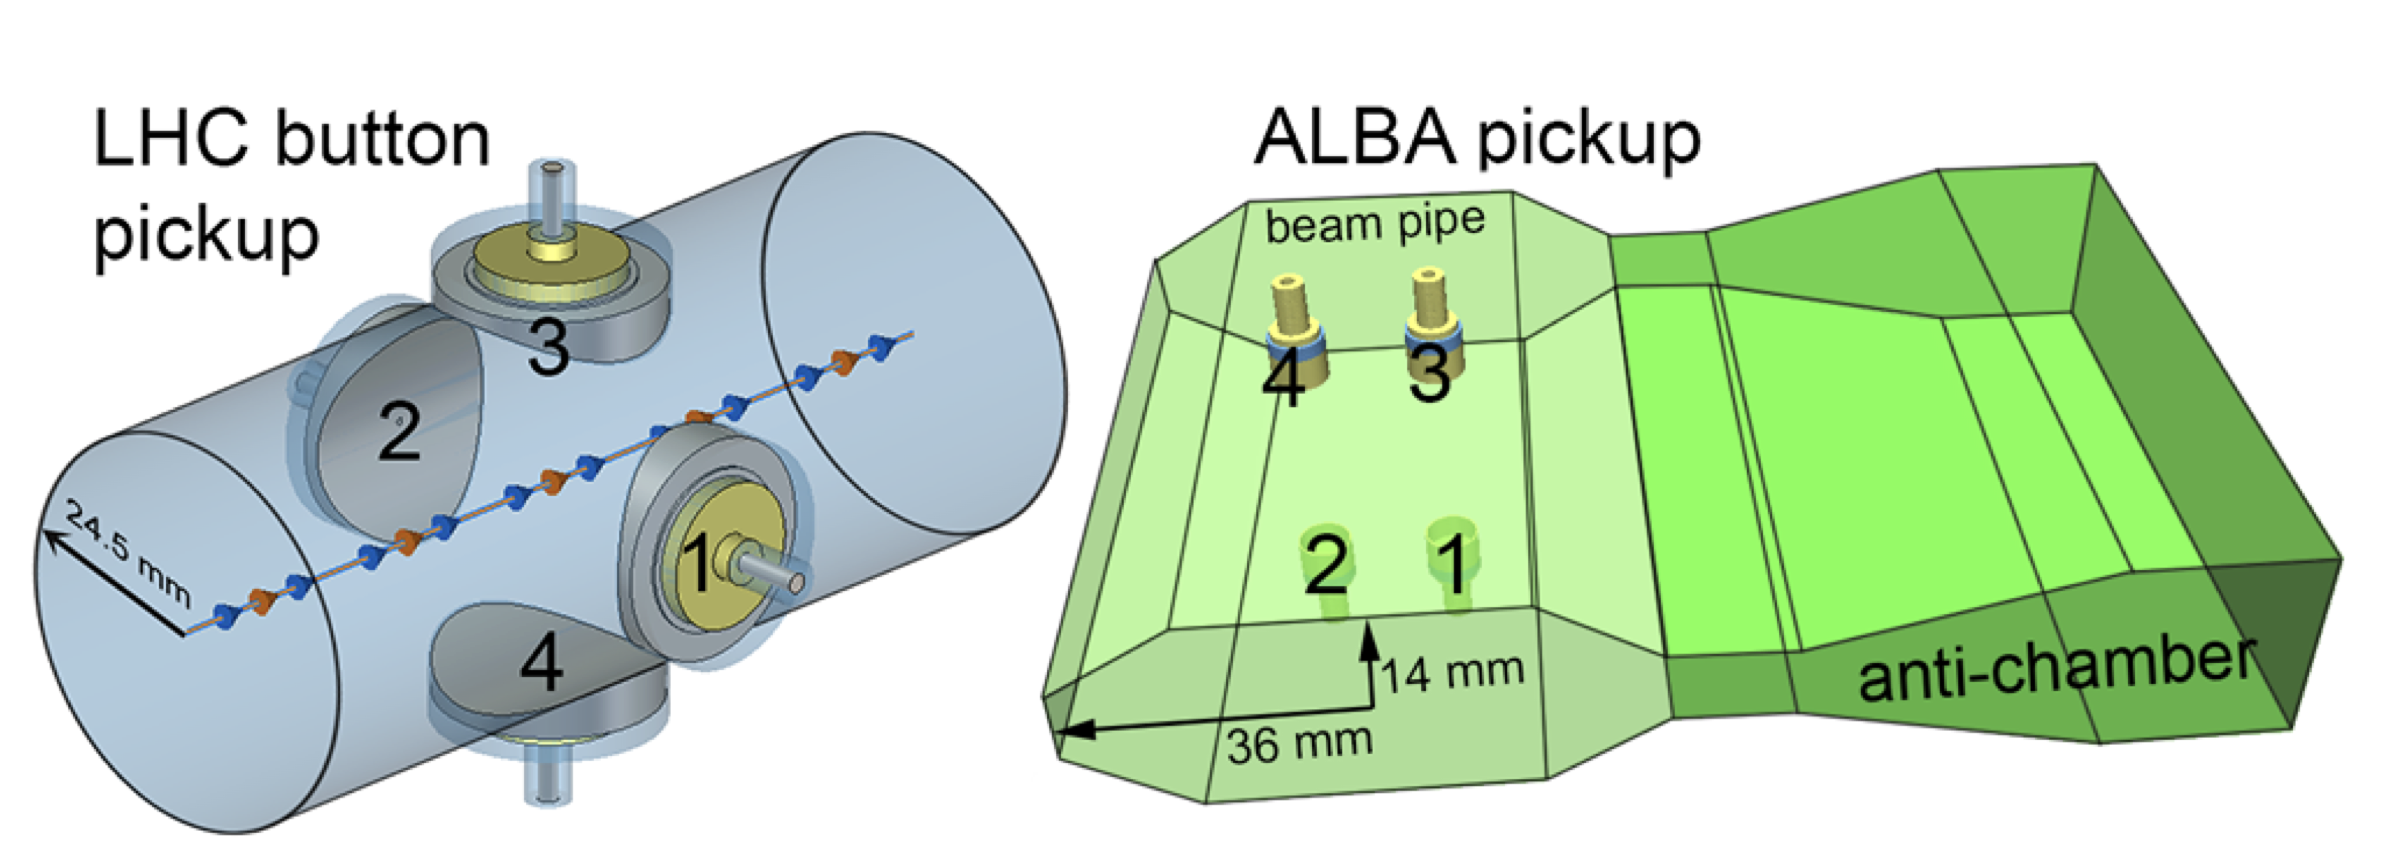 LHC button
pickup
3
2
1
4
24.5 mm
ALBA pickup
beam pipe
4
3
2
1
14 mm
36 mm
anti-chamber